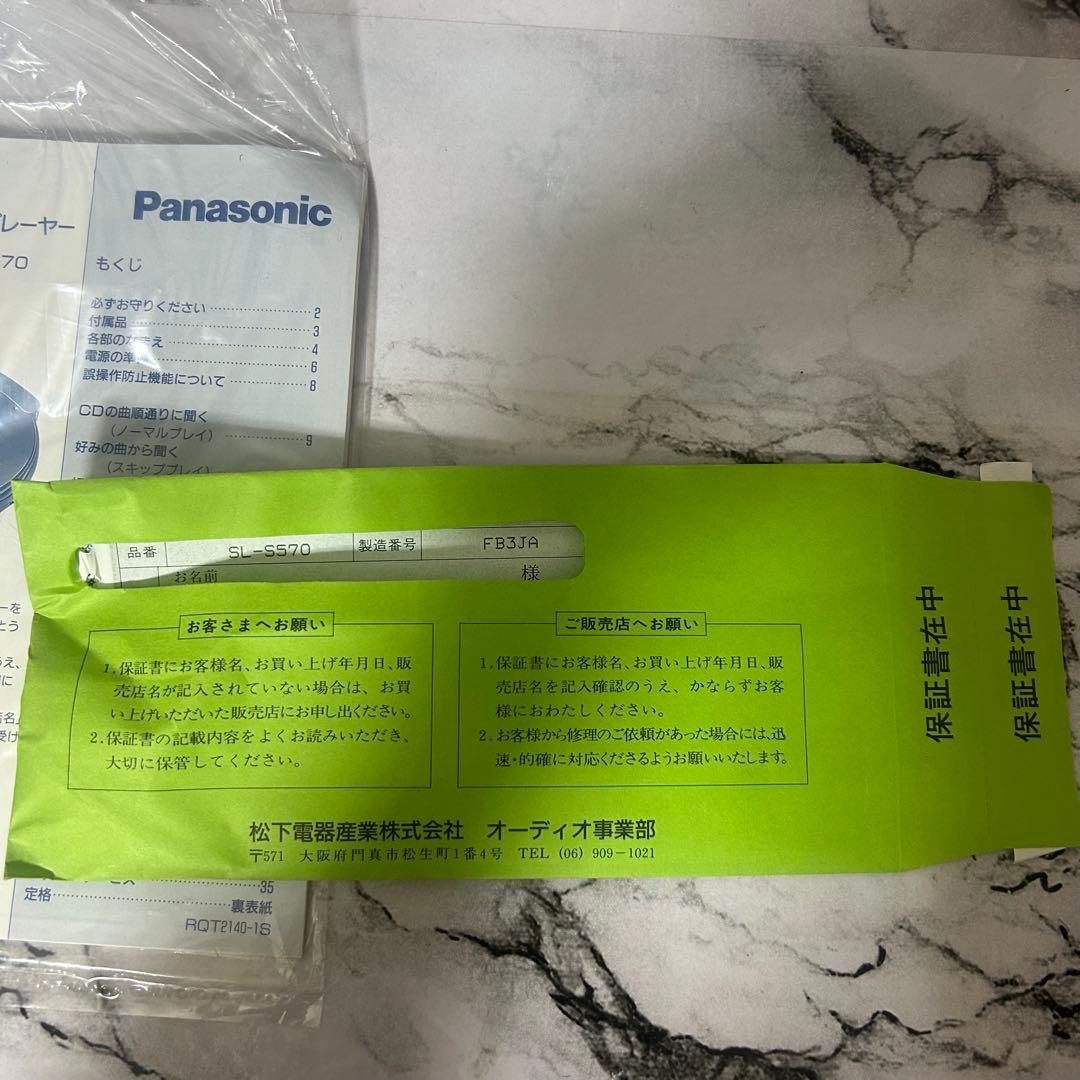 Panasonic
プレーヤー
570
もくじ
必ずお守りください 2
付属品 3
各部のなまえ 4
電源の準 6
誤操作防止機能について 8
CDの曲順通りに聞く
(ノーマルプレイ) 9
好みの曲から聞く
(スキッププレイ)
品番 SL-S570 製造番号 FB3JA
お名前 様
お客さまへお願い
1.保証書にお客様名、お買い上げ年月日、販
売店名が記入されていない場合は、お買
い上げいただいた販売店にお申し出ください。
2.保証書の記載内容をよくお読みいただき、
大切に保管してください。
ご販売店へお願い
1.保証書にお客様名、お買い上げ年月日、販
売店名を記入確認のうえ、かならずお客
様におわたしください。
2.お客様から修理のご依頼があった場合には、迅
速・的確に対応くださるようお願いいたします。
松下電器産業株式会社 オーディオ事業部
〒571 大阪府門真市松生町1番4号 TEL (06) 909-1021
保証書在中
保証書在中
35
定格 裏表紙
RQT2140-1S